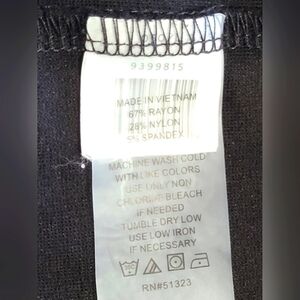 9399815
MADE IN VIETNAM
67% RAYON
28% NYLON
5% SPANDEX
MACHINE WASH COLD
WITH LIKE COLORS
USE ONLY NON
CHLORINE BLEACH
IF NEEDED
TUMBLE DRY LOW
USE LOW IRON
IF NECESSARY
RN#51323